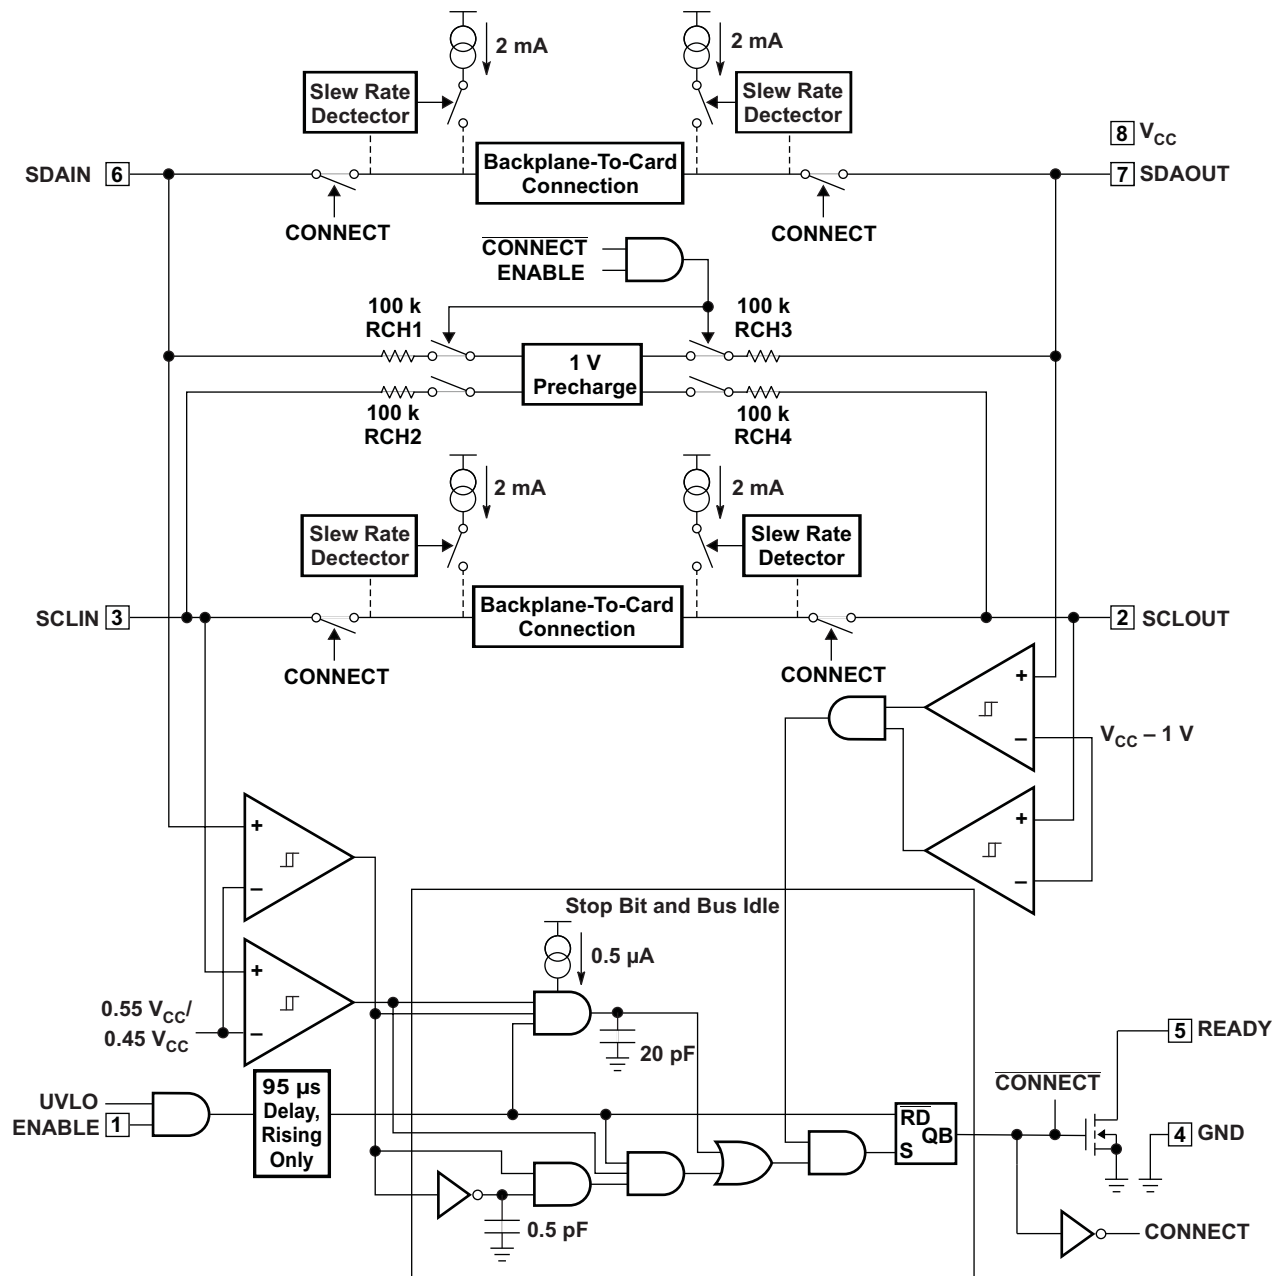 2 mA
2 mA
Slew Rate
Dectector
Slew Rate
Dectector
8 VCC
SDAIN 6
Backplane-To-Card
Connection
7 SDAOUT
CONNECT
CONNECT
CONNECT
ENABLE
100 k
RCH1
100 k
RCH3
1 V
Precharge
100 k
RCH2
100 k
RCH4
2 mA
2 mA
Slew Rate
Dectector
Slew Rate
Detector
SCLIN 3
Backplane-To-Card
Connection
2 SCLOUT
CONNECT
CONNECT
+
–
VCC – 1 V
+
–
+
–
Stop Bit and Bus Idle
0.5 µA
+
–
0.55 VCC/
0.45 VCC
20 pF
5 READY
UVLO
ENABLE 1
95 µs
Delay,
Rising
Only
CONNECT
RD
QB
S
4 GND
0.5 pF
CONNECT